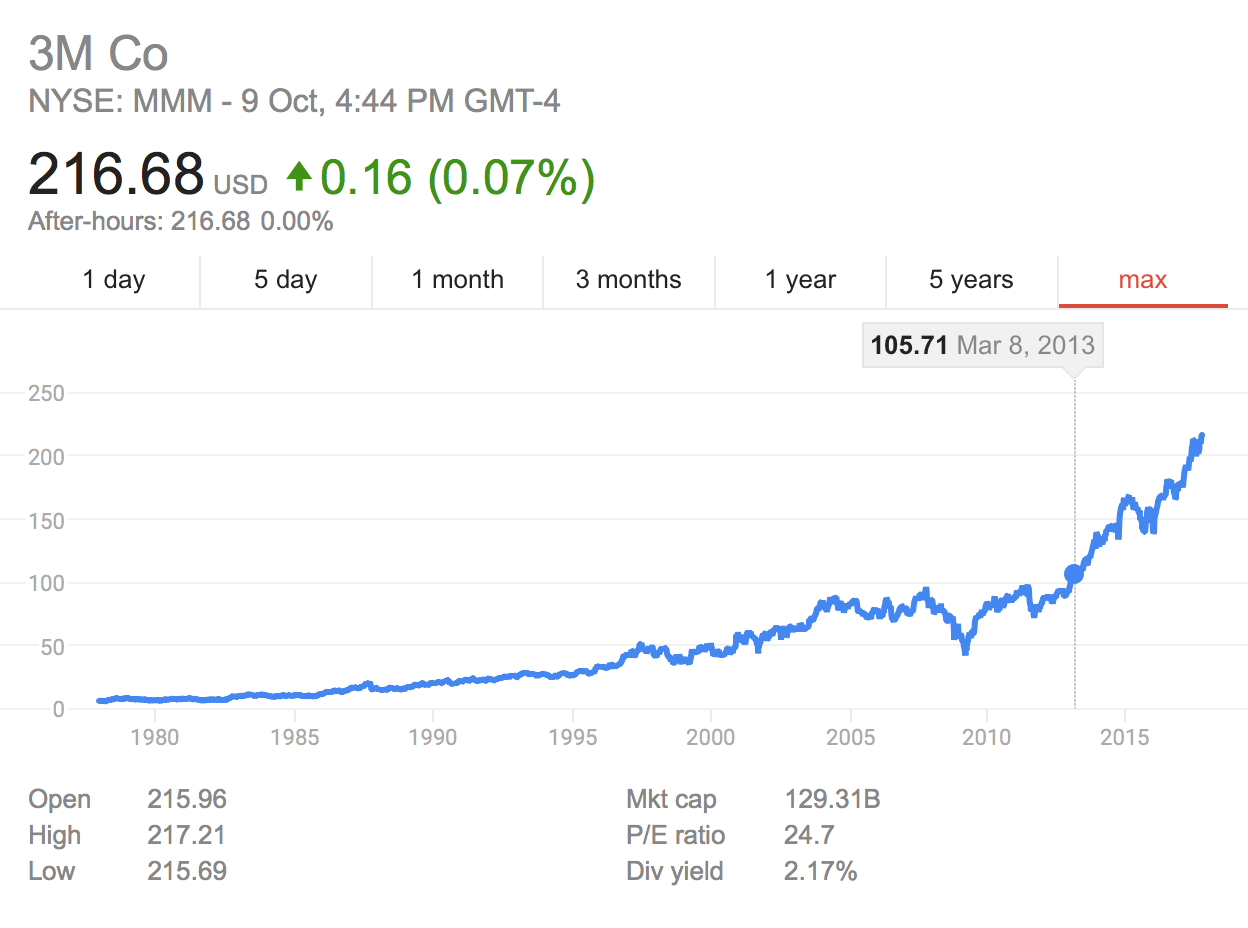 3M Co
NYSE: MMM - 9 Oct, 4:44 PM GMT-4
216.68 USD ↑0.16 (0.07%)
After-hours: 216.68 0.00%
1 day 5 day 1 month 3 months 1 year 5 years max
105.71 Mar 8, 2013
250
200
150
100
50
0
1980 1985 1990 1995 2000 2005 2010 2015
Open 215.96 Mkt cap 129.31B
High 217.21 P/E ratio 24.7
Low 215.69 Div yield 2.17%